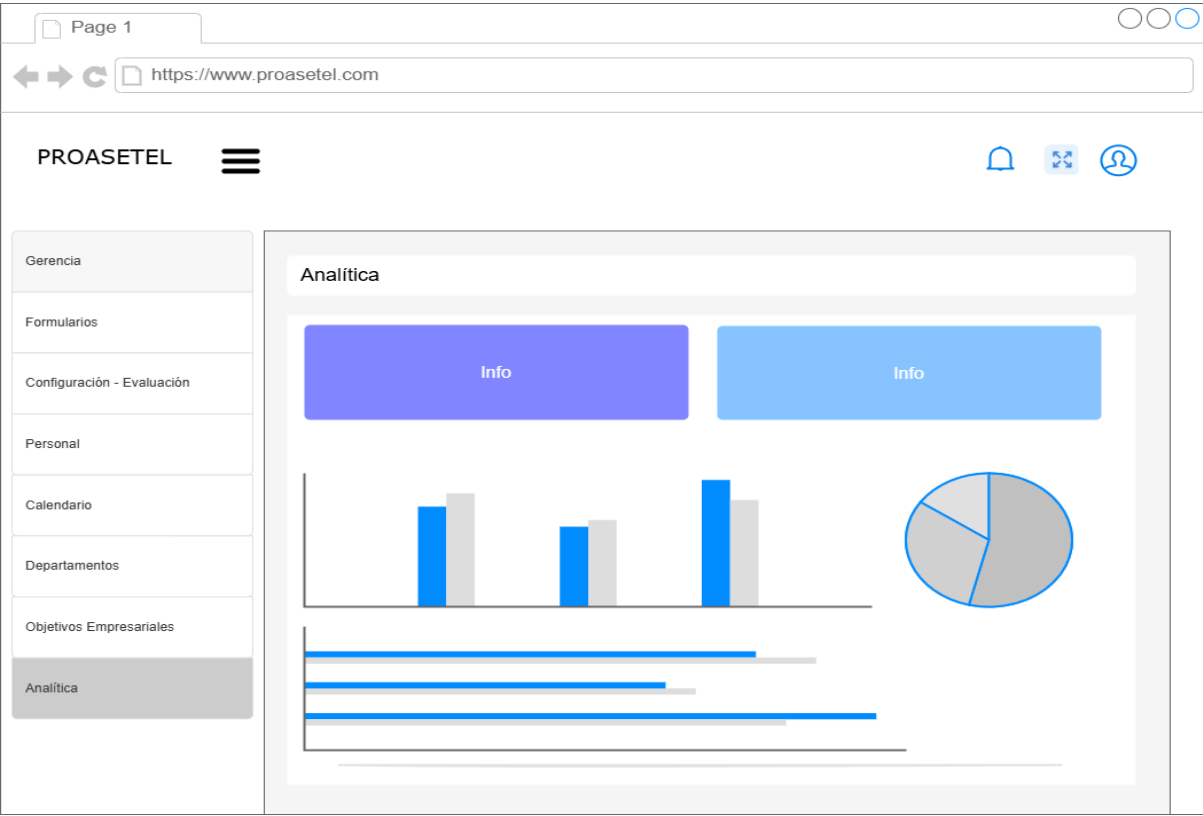 Page 1
https://www.proasetel.com
PROASETEL
Gerencia
Formularios
Configuración - Evaluación
Personal
Calendario
Departamentos
Objetivos Empresariales
Analítica
Analítica
Info
Info